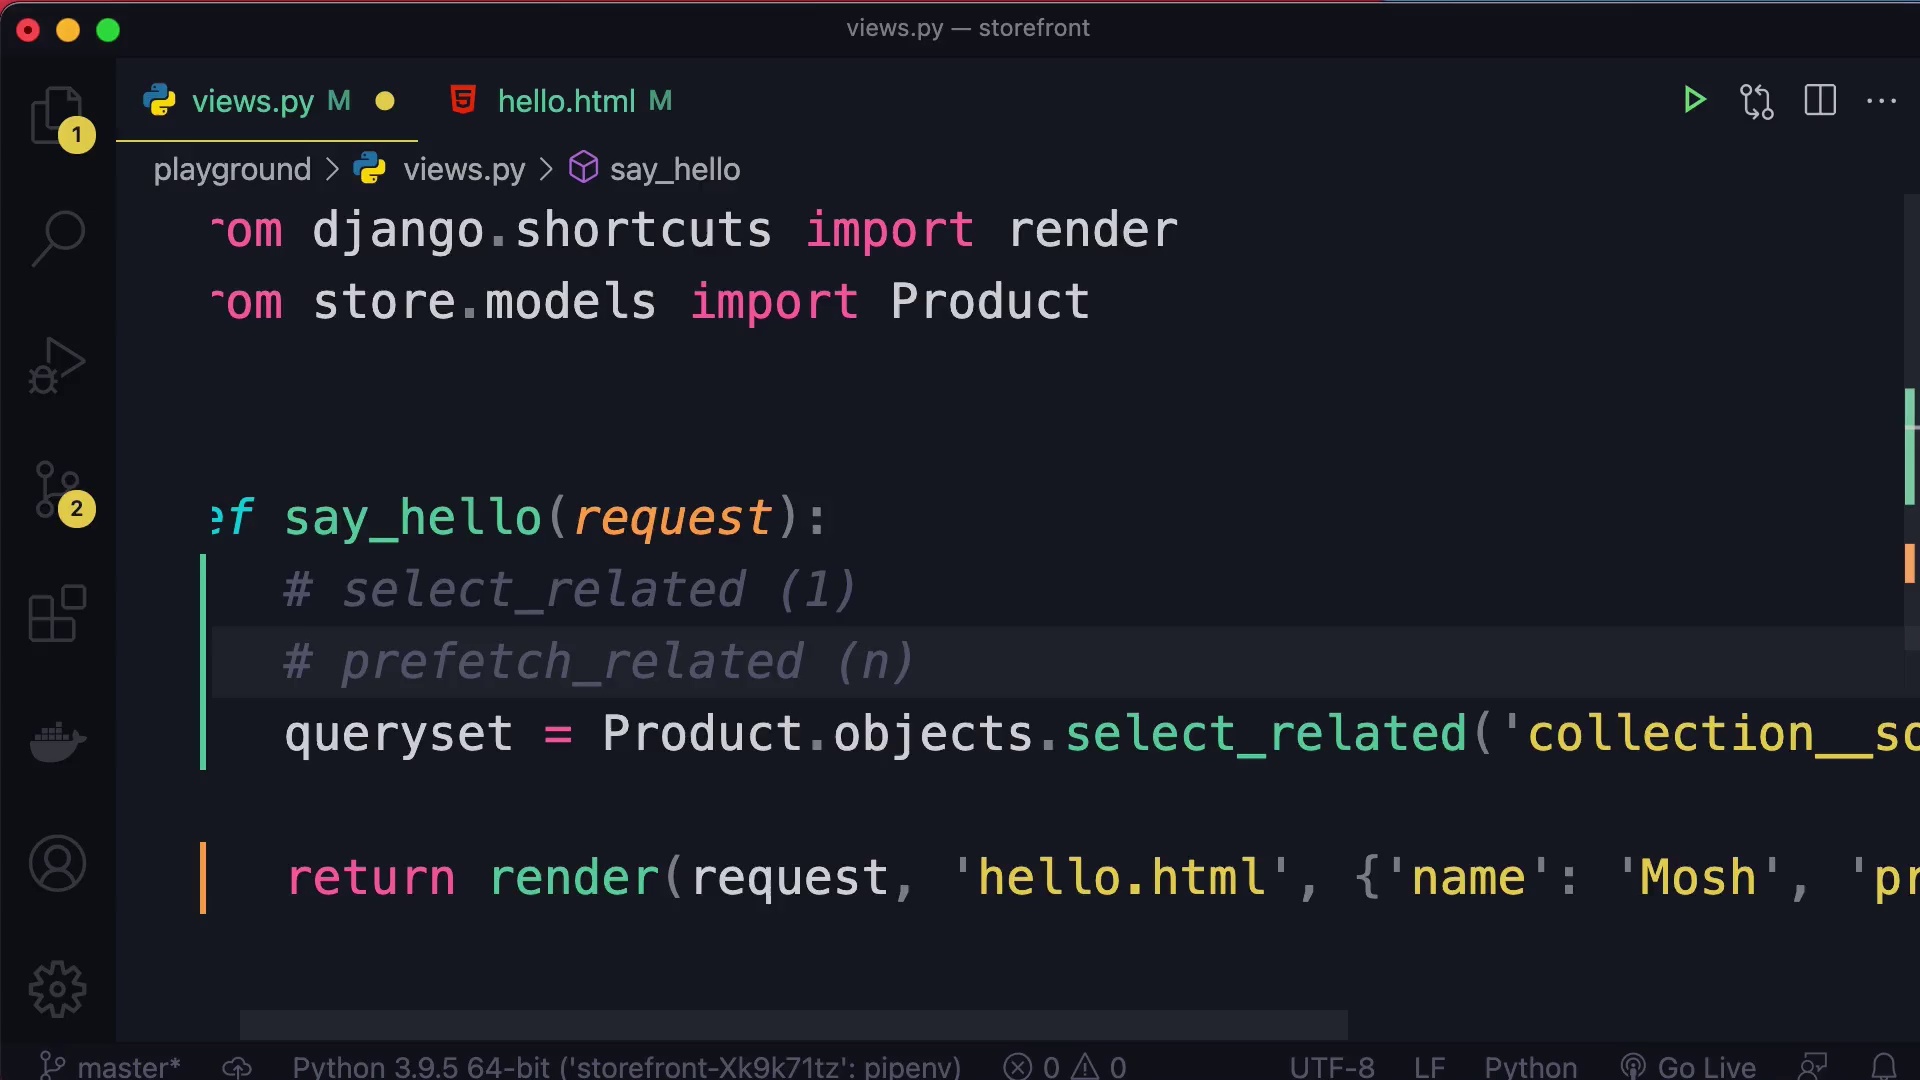 views.py — storefront
views.py M hello.html M
1
playground > views.py > say_hello
rom django.shortcuts import render
rom store.models import Product
2
ef say_hello(request):
# select_related (1)
# prefetch_related (n)
queryset = Product.objects.select_related('collection__so
return render(request, 'hello.html', {'name': 'Mosh', 'pr
master* Python 3.9.5 64-bit ('storefront-Xk9k71tz': pipenv) 0 0 UTF-8 LF Python Go Live